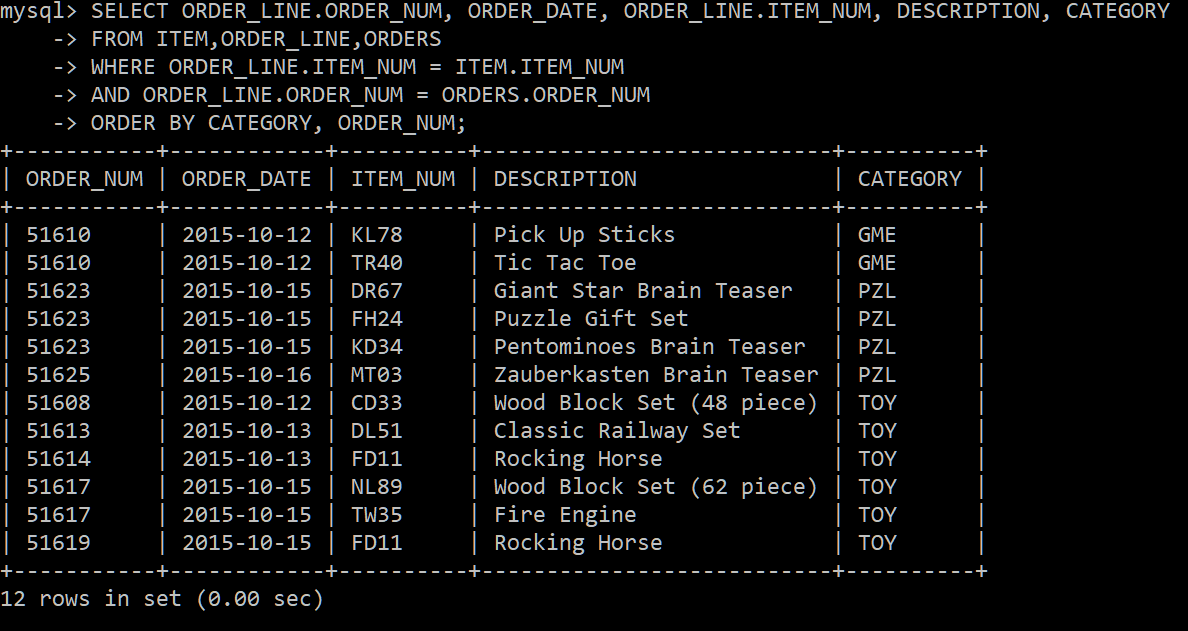 mysql> SELECT ORDER_LINE.ORDER_NUM, ORDER_DATE, ORDER_LINE.ITEM_NUM, DESCRIPTION, CATEGORY
    -> FROM ITEM,ORDER_LINE,ORDERS
    -> WHERE ORDER_LINE.ITEM_NUM = ITEM.ITEM_NUM
    -> AND ORDER_LINE.ORDER_NUM = ORDERS.ORDER_NUM
    -> ORDER BY CATEGORY, ORDER_NUM;
+-----------+------------+----------+---------------------------+----------+
| ORDER_NUM | ORDER_DATE | ITEM_NUM | DESCRIPTION               | CATEGORY |
+-----------+------------+----------+---------------------------+----------+
| 51610     | 2015-10-12 | KL78     | Pick Up Sticks            | GME      |
| 51610     | 2015-10-12 | TR40     | Tic Tac Toe               | GME      |
| 51623     | 2015-10-15 | DR67     | Giant Star Brain Teaser   | PZL      |
| 51623     | 2015-10-15 | FH24     | Puzzle Gift Set           | PZL      |
| 51623     | 2015-10-15 | KD34     | Pentominoes Brain Teaser  | PZL      |
| 51625     | 2015-10-16 | MT03     | Zauberkasten Brain Teaser | PZL      |
| 51608     | 2015-10-12 | CD33     | Wood Block Set (48 piece) | TOY      |
| 51613     | 2015-10-13 | DL51     | Classic Railway Set       | TOY      |
| 51614     | 2015-10-13 | FD11     | Rocking Horse             | TOY      |
| 51617     | 2015-10-15 | NL89     | Wood Block Set (62 piece) | TOY      |
| 51617     | 2015-10-15 | TW35     | Fire Engine               | TOY      |
| 51619     | 2015-10-15 | FD11     | Rocking Horse             | TOY      |
+-----------+------------+----------+---------------------------+----------+
12 rows in set (0.00 sec)